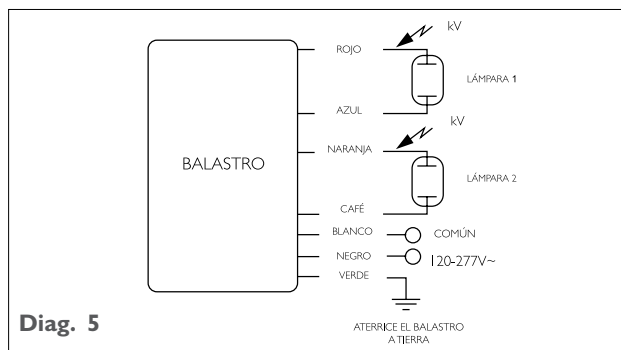 ROJO
kV
LÁMPARA 1
AZUL
kV
NARANJA
BALASTRO
LÁMPARA 2
CAFÉ
BLANCO
COMÚN
NEGRO
120-277V~
VERDE
Diag. 5
ATERRICE EL BALASTRO
A TIERRA